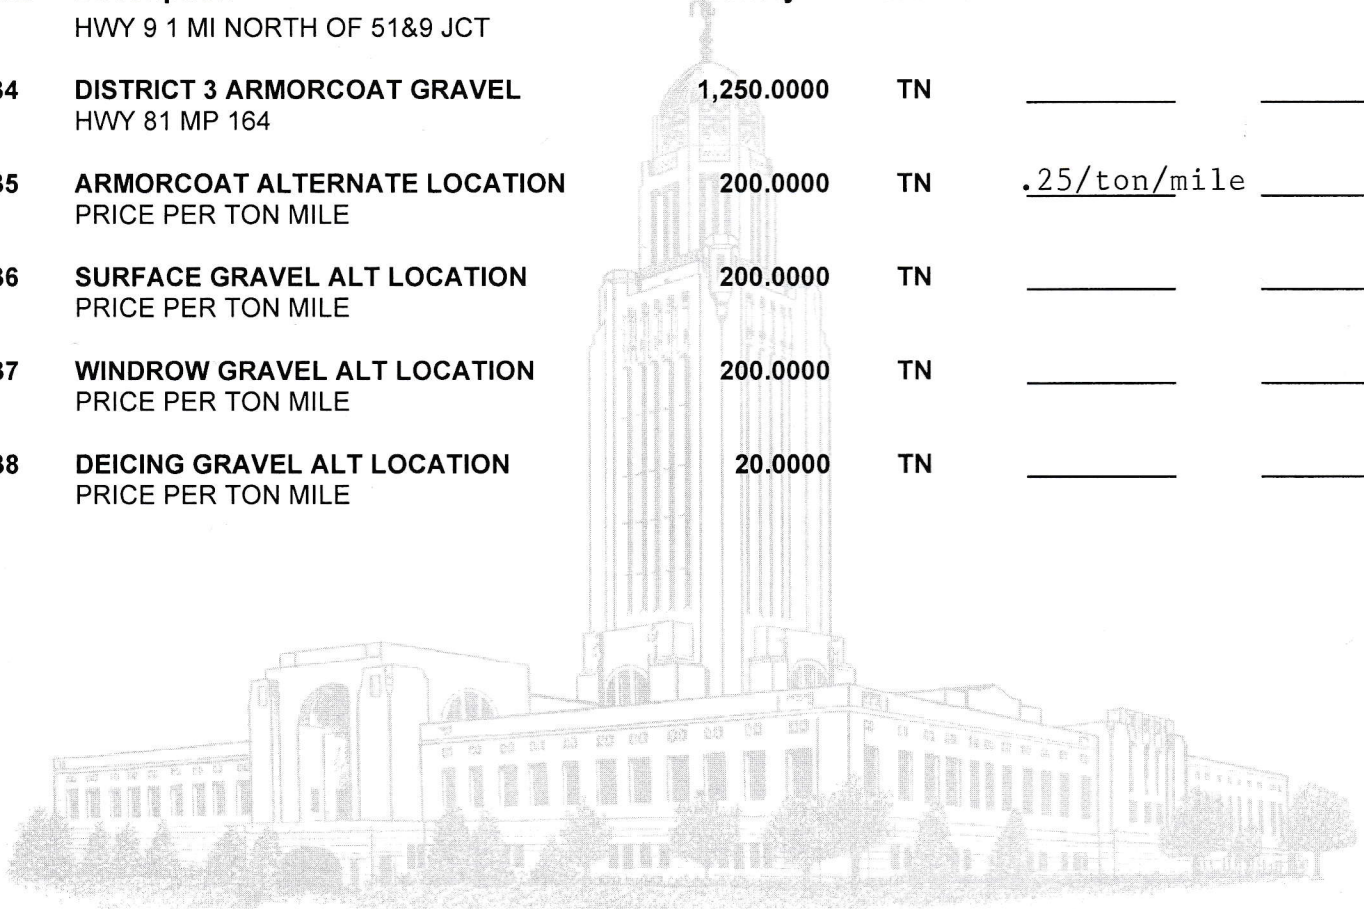 HWY 9 1 MI NORTH OF 51&9 JCT
34 DISTRICT 3 ARMORCOAT GRAVEL 1,250.0000 TN
HWY 81 MP 164
35 ARMORCOAT ALTERNATE LOCATION 200.0000 TN .25/ton/mile
PRICE PER TON MILE
36 SURFACE GRAVEL ALT LOCATION 200.0000 TN
PRICE PER TON MILE
37 WINDROW GRAVEL ALT LOCATION 200.0000 TN
PRICE PER TON MILE
38 DEICING GRAVEL ALT LOCATION 20.0000 TN
PRICE PER TON MILE